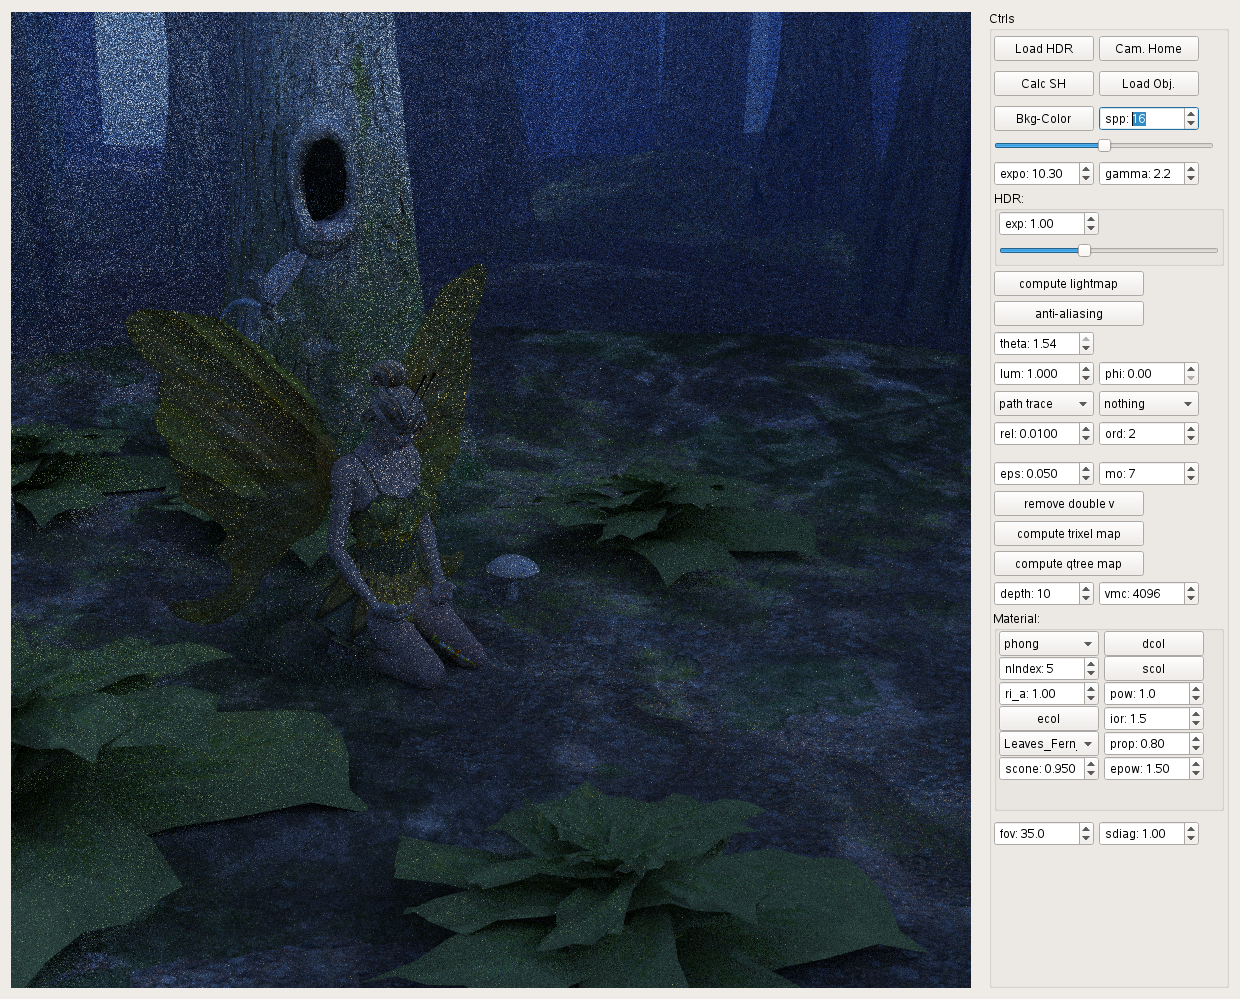 Ctrls
Load HDR Cam. Home
Calc SH Load Obj.
Bkg-Color spp: 16
expo: 10.30 gamma: 2.2
HDR:
exp: 1.00
compute lightmap
anti-aliasing
theta: 1.54
lum: 1.000 phi: 0.00
path trace nothing
rel: 0.0100 ord: 2
eps: 0.050 mo: 7
remove double v
compute trixel map
compute qtree map
depth: 10 vmc: 4096
Material:
phong dcol
nIndex: 5 scol
ri_a: 1.00 pow: 1.0
ecol ior: 1.5
Leaves_Fern_ prop: 0.80
scone: 0.950 epow: 1.50
fov: 35.0 sdiag: 1.00